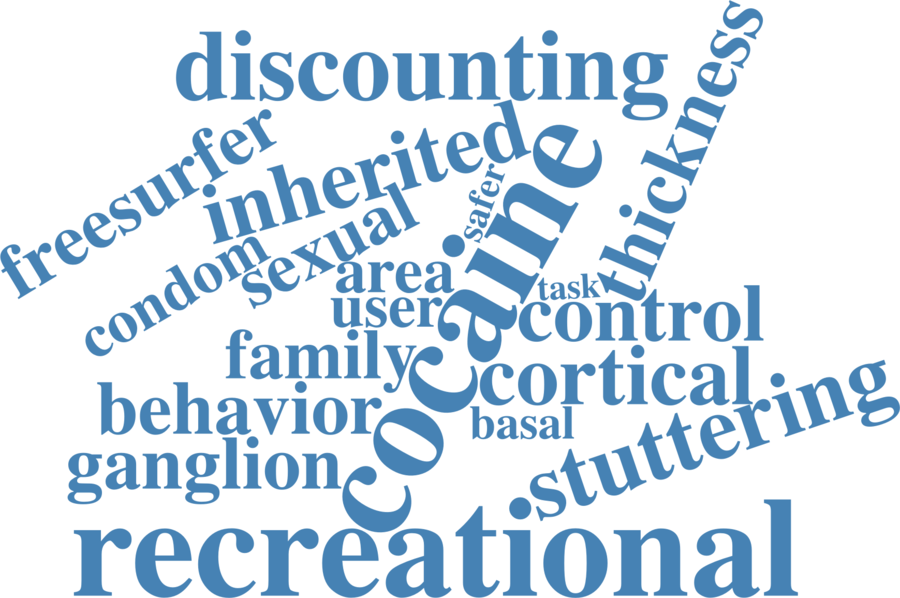 discounting
thickness
freesurfer
inherited
cocaine
safer
condom
sexual
area
task
user
control
family
cortical
behavior
basal
stuttering
ganglion
recreational